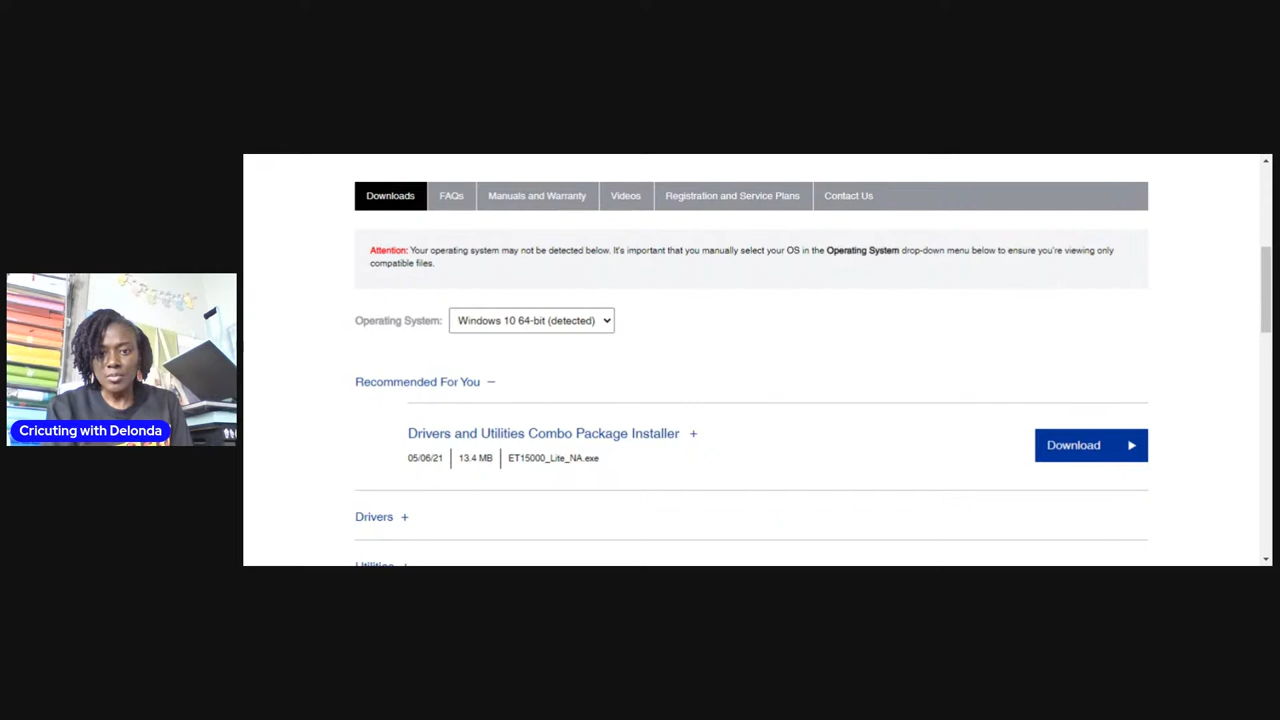 Downloads FAQs Manuals and Warranty Videos Registration and Service Plans Contact Us
Attention: Your operating system may not be detected below. It's important that you manually select your OS in the Operating System drop-down menu below to ensure you're viewing only
compatible files.
Operating System: Windows 10 64-bit (detected)
Recommended For You −
Drivers and Utilities Combo Package Installer +
05/06/21 13.4 MB ET15000_Lite_NA.exe
Download
Drivers +
Utilities +
Cricuting with Delonda